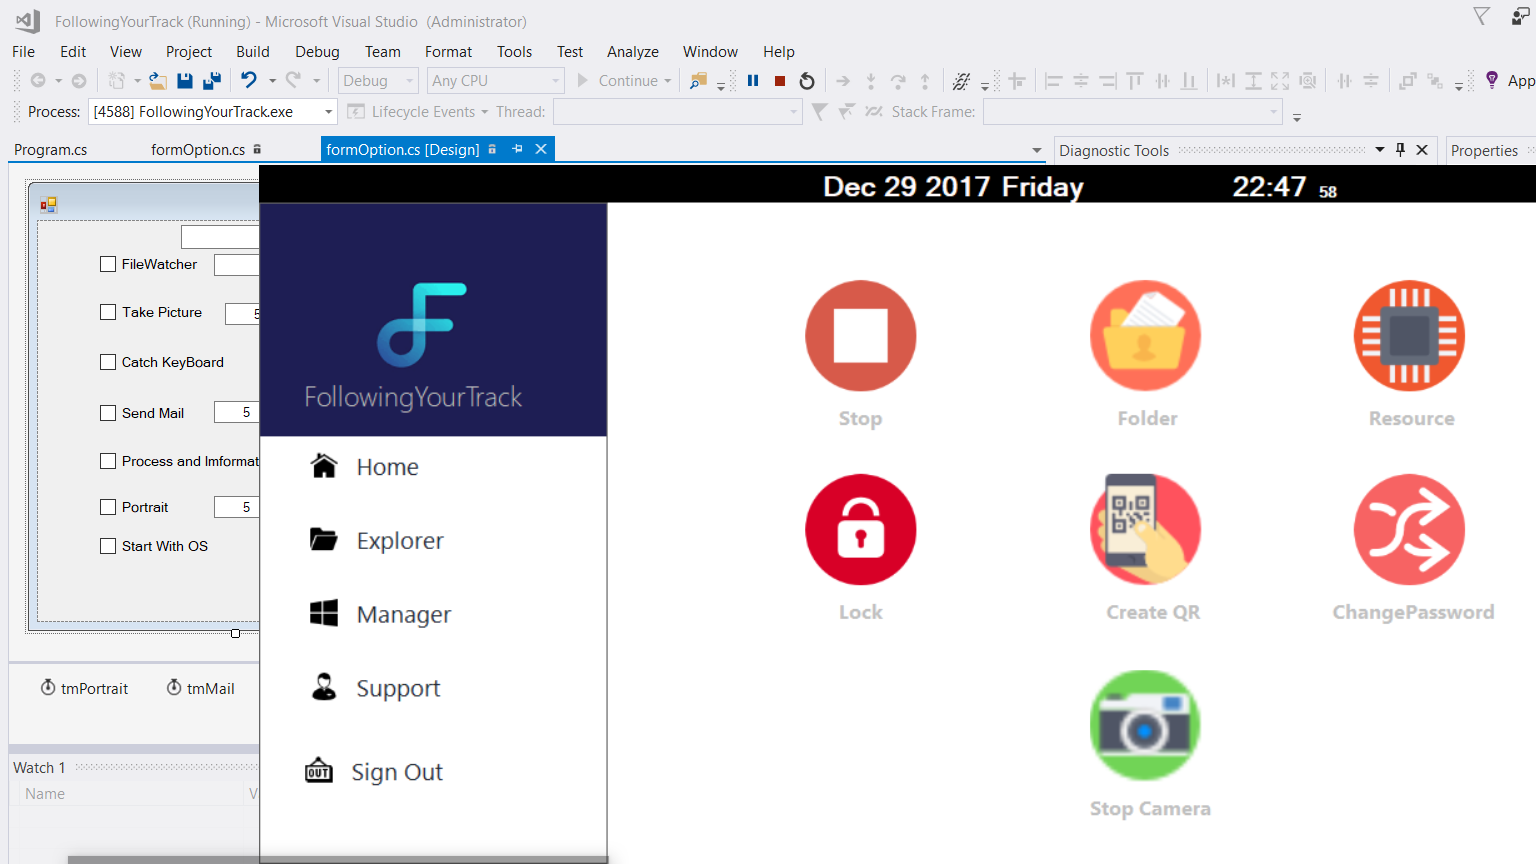 FollowingYourTrack (Running) - Microsoft Visual Studio (Administrator)
File Edit View Project Build Debug Team Format Tools Test Analyze Window Help
Debug Any CPU Continue App
Process: [4588] FollowingYourTrack.exe Lifecycle Events Thread: Stack Frame:
Program.cs formOption.cs formOption.cs [Design] Diagnostic Tools Properties
Dec 29 2017 Friday 22:47 58
FileWatcher
Take Picture 5
Catch KeyBoard
Send Mail 5
Process and Imformat
Portrait 5
Start With OS
tmPortrait tmMail
Watch 1
Name V
FollowingYourTrack
Home
Explorer
Manager
Support
OUT Sign Out
Stop Folder Resource
Lock Create QR ChangePassword
Stop Camera